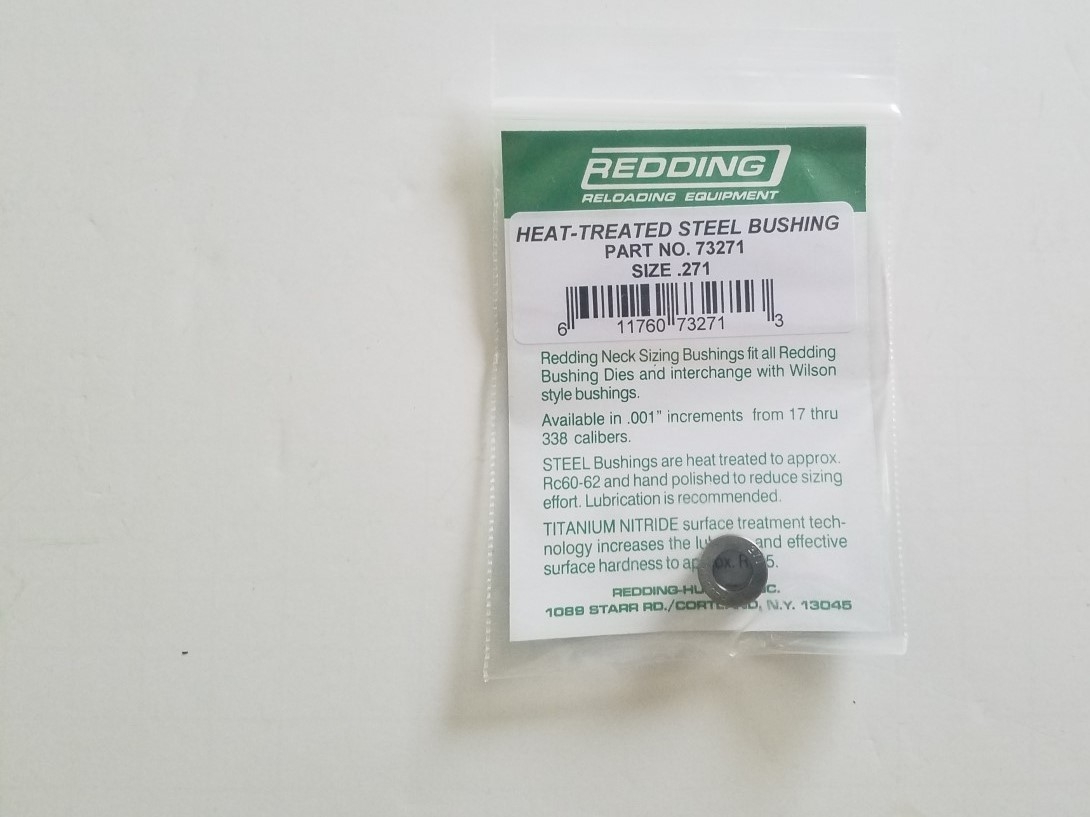 REDDING
RELOADING EQUIPMENT
HEAT-TREATED STEEL BUSHING
PART NO. 73271
SIZE .271
6 11760 73271 3
Redding Neck Sizing Bushings fit all Redding
Bushing Dies and interchange with Wilson
style bushings.
Available in .001" increments from 17 thru
338 calibers.
STEEL Bushings are heat treated to approx.
Rc60-62 and hand polished to reduce sizing
effort. Lubrication is recommended.
TITANIUM NITRIDE surface treatment tech-
nology increases the and effective
surface hardness to
1089 STARR RD./ N.Y. 13045